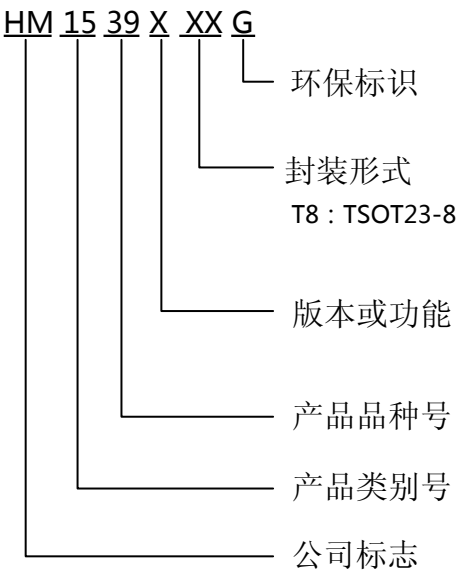 HM 15 39 X XX G
环保标识
封装形式
T8：TSOT23-8
版本或功能
产品品种号
产品类别号
公司标志